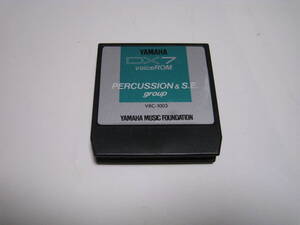 YAMAHA
DX7
voiceROM
PERCUSSION & S.E.
group
VRC-1003
YAMAHA MUSIC FOUNDATION